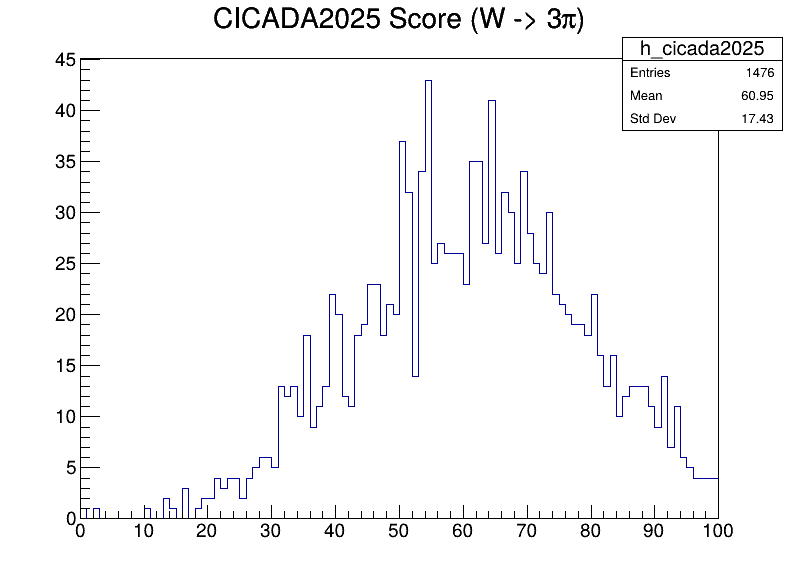 CICADA2025 Score (W -> 3π)
h_cicada2025
Entries 1476
Mean 60.95
Std Dev 17.43
45
40
35
30
25
20
15
10
5
0
0 10 20 30 40 50 60 70 80 90 100